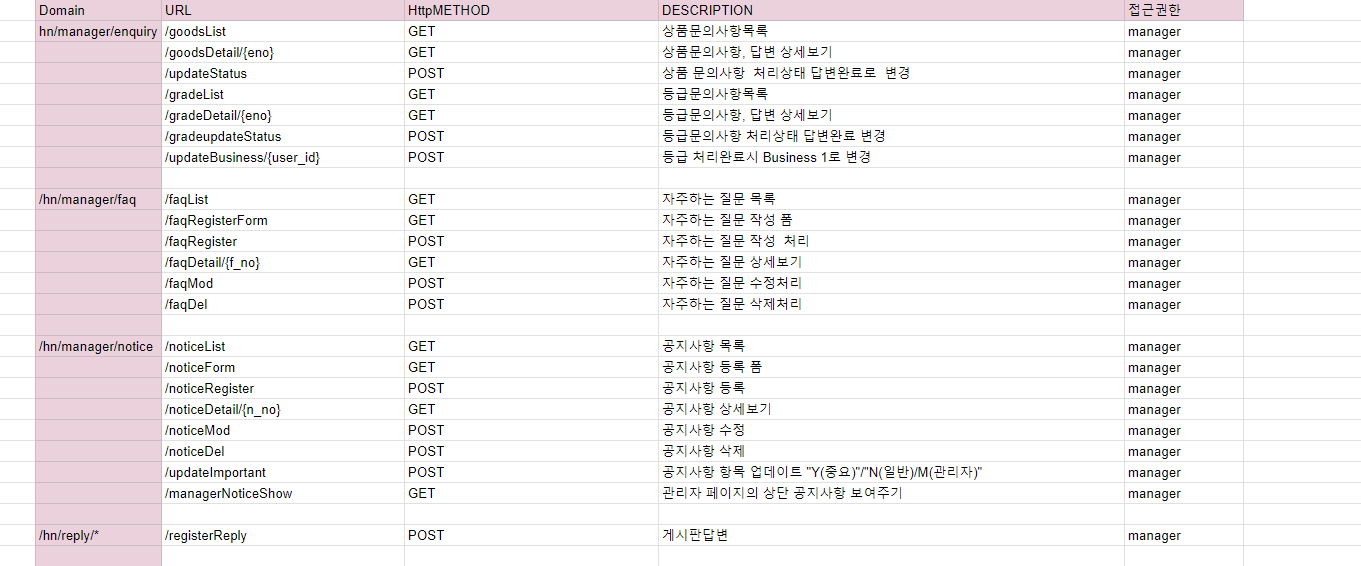 Domain URL HttpMETHOD DESCRIPTION 접근권한
hn/manager/enquiry /goodsList GET 상품문의사항목록 manager
/goodsDetail/{eno} GET 상품문의사항, 답변 상세보기 manager
/updateStatus POST 상품 문의사항  처리상태 답변완료로  변경 manager
/gradeList GET 등급문의사항목록 manager
/gradeDetail/{eno} GET 등급문의사항, 답변 상세보기 manager
/gradeupdateStatus POST 등급문의사항 처리상태 답변완료 변경 manager
/updateBusiness/{user_id} POST 등급 처리완료시 Business 1로 변경 manager
/hn/manager/faq /faqList GET 자주하는 질문 목록 manager
/faqRegisterForm GET 자주하는 질문 작성 폼 manager
/faqRegister POST 자주하는 질문 작성  처리 manager
/faqDetail/{f_no} GET 자주하는 질문 상세보기 manager
/faqMod POST 자주하는 질문 수정처리 manager
/faqDel POST 자주하는 질문 삭제처리 manager
/hn/manager/notice /noticeList GET 공지사항 목록 manager
/noticeForm GET 공지사항 등록 폼 manager
/noticeRegister POST 공지사항 등록 manager
/noticeDetail/{n_no} GET 공지사항 상세보기 manager
/noticeMod POST 공지사항 수정 manager
/noticeDel POST 공지사항 삭제 manager
/updateImportant POST 공지사항 항목 업데이트 "Y(중요)"/"N(일반)/M(관리자)" manager
/managerNoticeShow GET 관리자 페이지의 상단 공지사항 보여주기 manager
/hn/reply/* /registerReply POST 게시판답변 manager